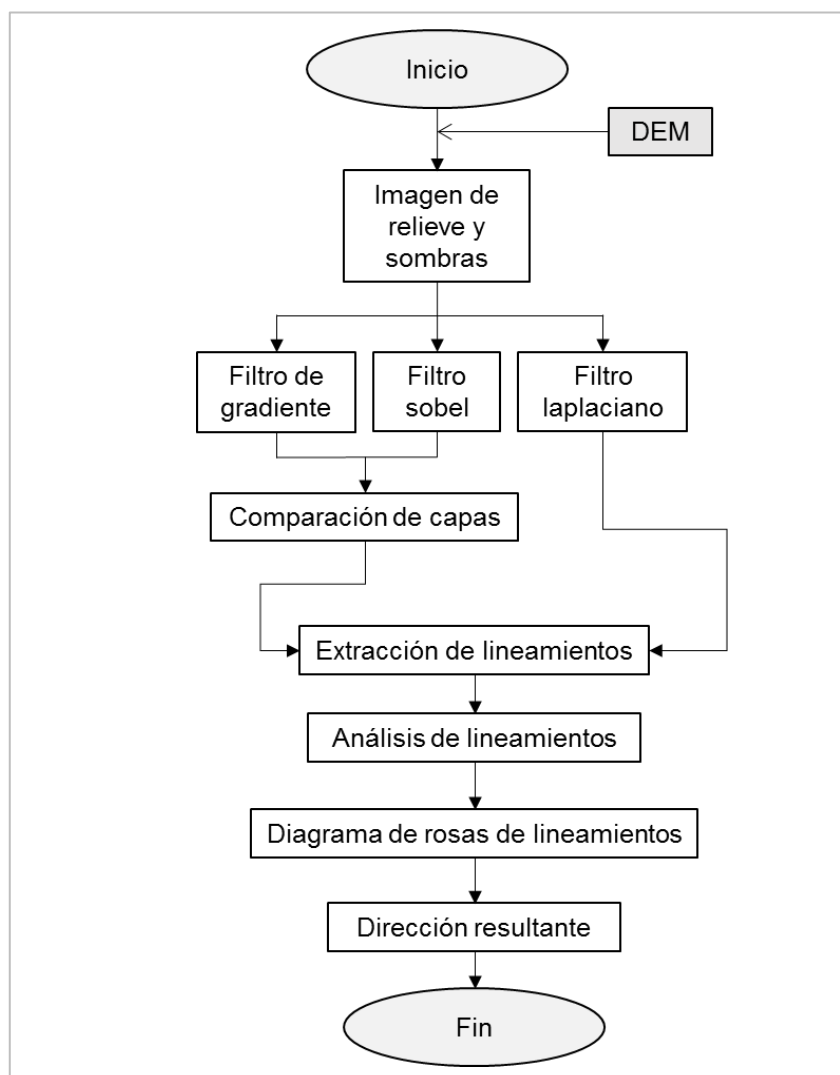 Inicio
DEM
Imagen de
relieve y
sombras
Filtro de
gradiente
Filtro
sobel
Filtro
laplaciano
Comparación de capas
Extracción de lineamientos
Análisis de lineamientos
Diagrama de rosas de lineamientos
Dirección resultante
Fin